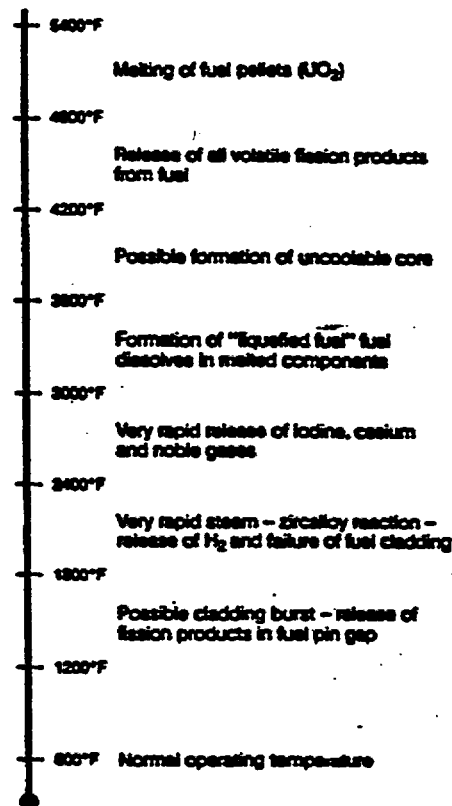 5400°F
Melting of fuel pellets (UO₂)
4800°F
Release of all volatile fission products
from fuel
4200°F
Possible formation of uncoolable core
3600°F
Formation of "liquefied fuel" fuel
dissolves in melted components
3000°F
Very rapid release of iodine, cesium
and noble gases
2400°F
Very rapid steam – zircalloy reaction –
release of H₂ and failure of fuel cladding
1800°F
Possible cladding burst – release of
fission products in fuel pin gap
1200°F
600°F Normal operating temperature